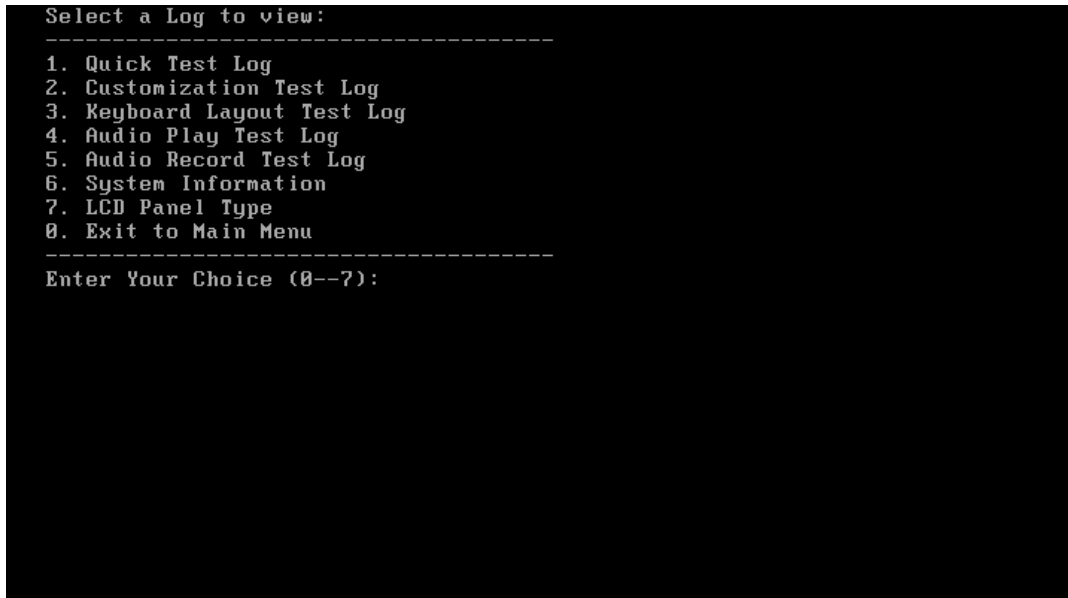 Select a Log to view:
--------------------------------------
1. Quick Test Log
2. Customization Test Log
3. Keyboard Layout Test Log
4. Audio Play Test Log
5. Audio Record Test Log
6. System Information
7. LCD Panel Type
0. Exit to Main Menu
--------------------------------------
Enter Your Choice (0--7):